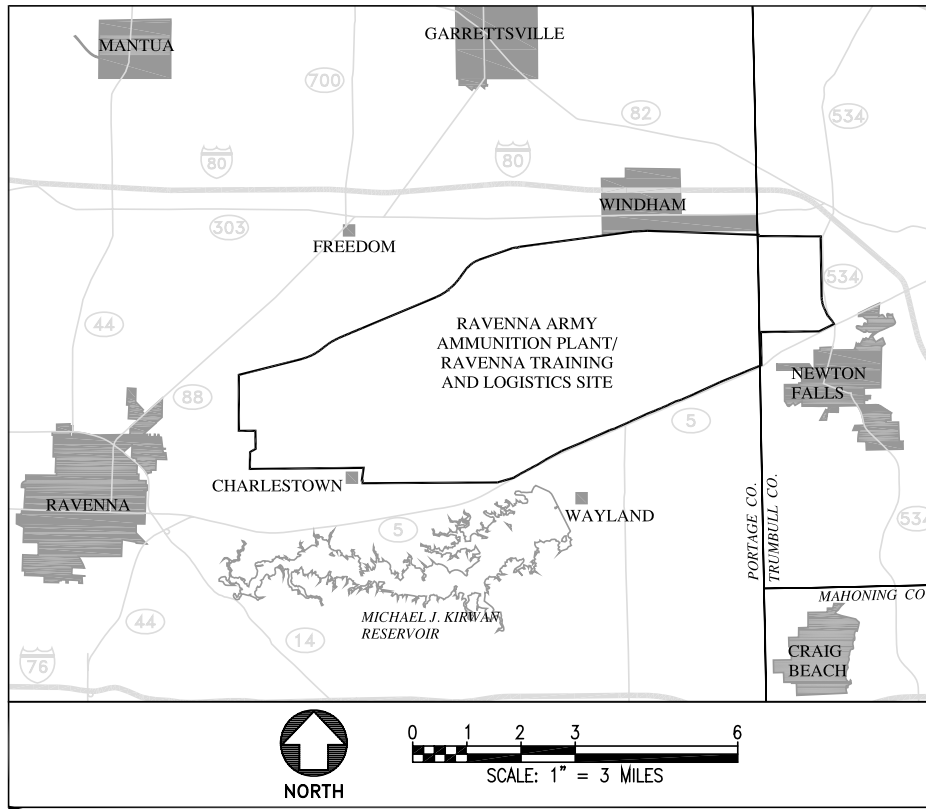 MANTUA
GARRETTSVILLE
700
82
534
80
80
WINDHAM
303
FREEDOM
534
44
RAVENNA ARMY
AMMUNITION PLANT/
RAVENNA TRAINING
AND LOGISTICS SITE
NEWTON
FALLS
88
5
CHARLESTOWN
RAVENNA
WAYLAND
5
PORTAGE CO.
TRUMBULL CO.
534
MAHONING CO
MICHAEL J. KIRWAN
RESERVOIR
44
14
76
CRAIG
BEACH
0 1 2 3 6
SCALE: 1" = 3 MILES
NORTH